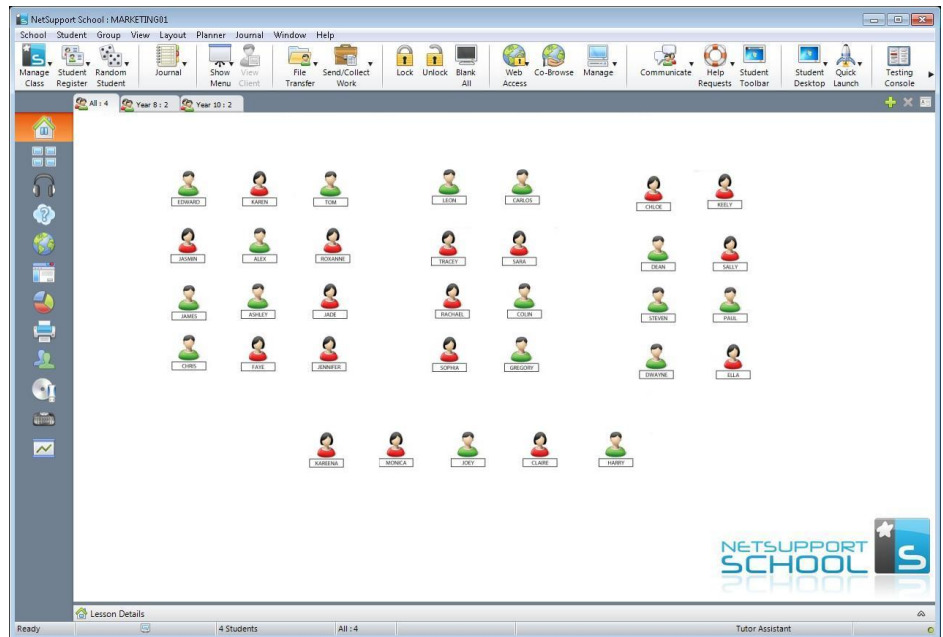 NetSupport School : MARKETING01
School Student Group View Layout Planner Journal Window Help
Manage Class
Student Register
Random Student
Journal
Show Menu
View Client
File Transfer
Send/Collect Work
Lock
Unlock
Blank All
Web Access
Co-Browse
Manage
Communicate
Help Requests
Student Toolbar
Student Desktop
Quick Launch
Testing Console
All : 4 Year 8 : 2 Year 10 : 2
EDWARD KAREN TOM LEON CARLOS CHLOE KEELY
JASMIN ALEX ROXANNE TRACEY SARA DEAN SALLY
JAMES ASHLEY JADE RACHAEL COLIN STEVEN PAUL
CHRIS FAYE JENNIFER SOPHIA GREGORY DWAYNE ELLA
KAREENA MONICA JOEY CLAIRE HARRY
NETSUPPORT
SCHOOL
S
Lesson Details
Ready 4 Students All : 4 Tutor Assistant